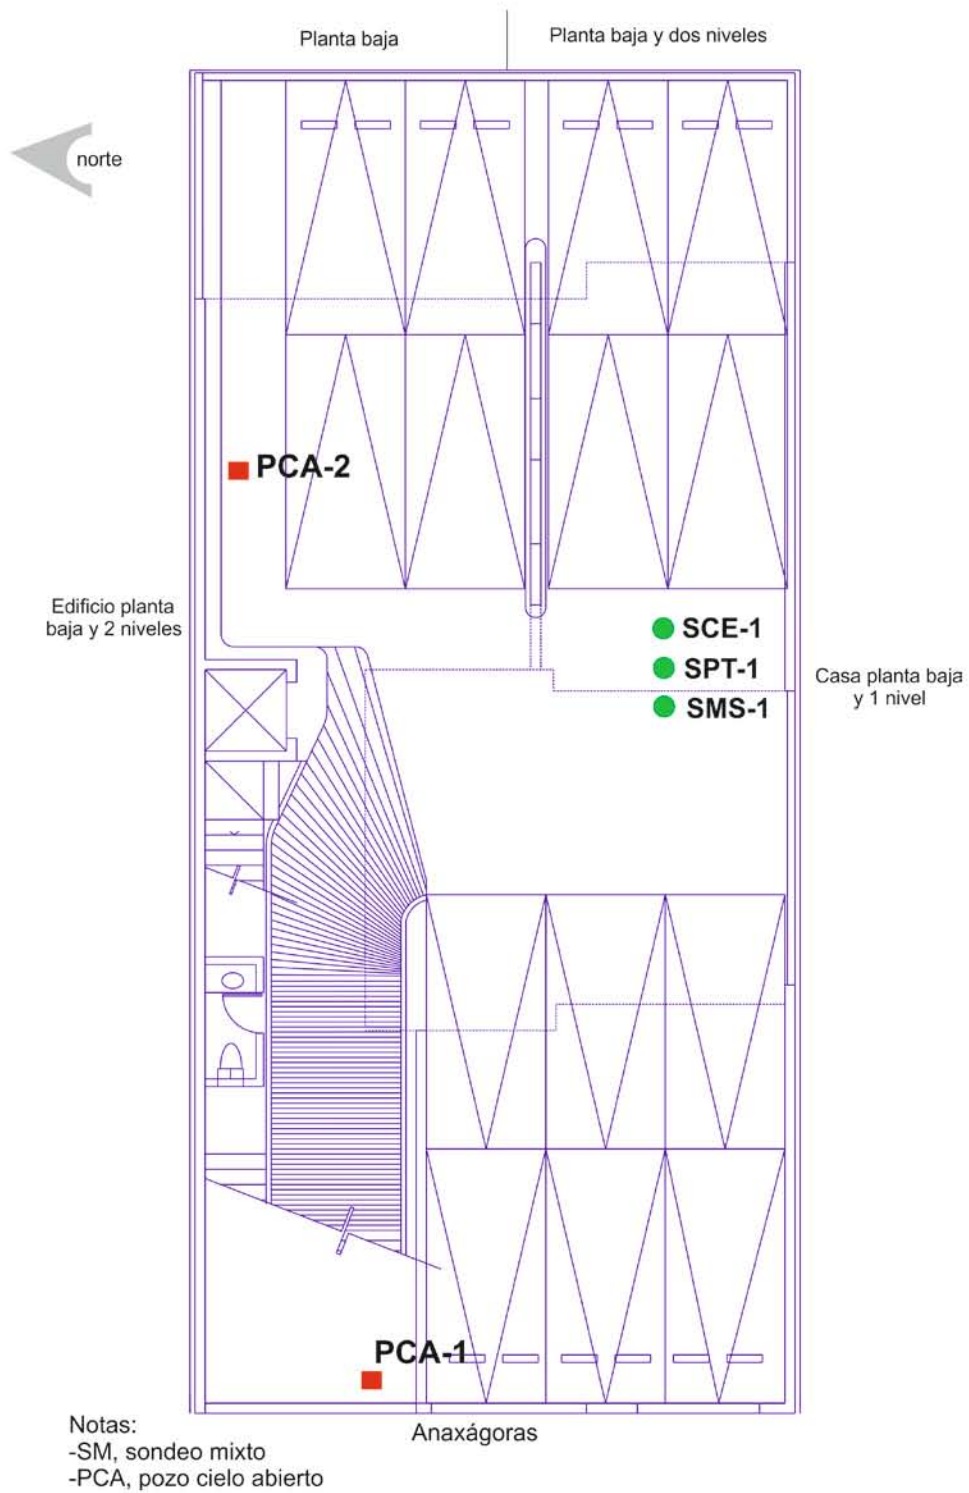 Planta baja
Planta baja y dos niveles
norte
PCA-2
Edificio planta
baja y 2 niveles
SCE-1
SPT-1
SMS-1
Casa planta baja
y 1 nivel
PCA-1
Anaxágoras
Notas:
-SM, sondeo mixto
-PCA, pozo cielo abierto